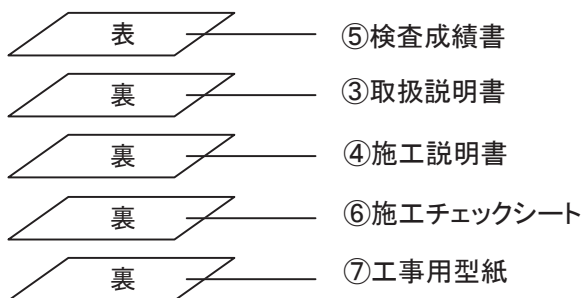 表 ⑤検査成績書
裏 ③取扱説明書
裏 ④施工説明書
裏 ⑥施工チェックシート
裏 ⑦工事用型紙